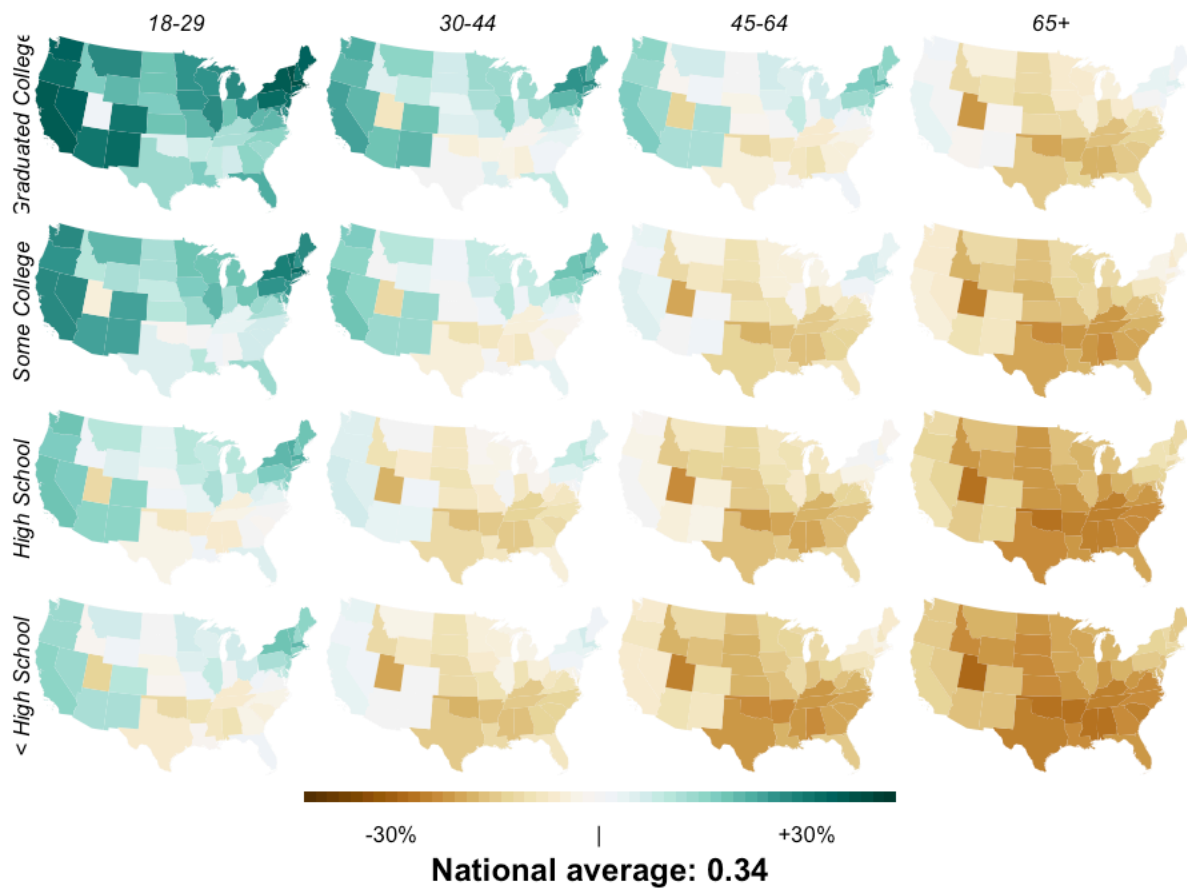 18-29 30-44 45-64 65+
Graduated College
Some College
High School
< High School
-30% | +30%
National average: 0.34